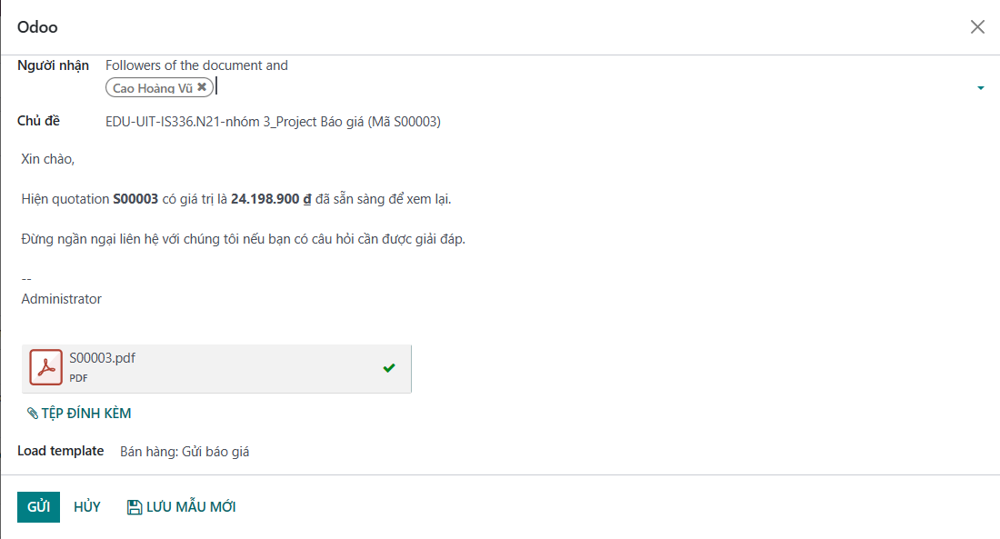 Odoo
Người nhận Followers of the document and
Cao Hoàng Vũ
Chủ đề EDU-UIT-IS336.N21-nhóm 3_Project Báo giá (Mã S00003)
Xin chào,
Hiện quotation S00003 có giá trị là 24.198.900 ₫ đã sẵn sàng để xem lại.
Đừng ngần ngại liên hệ với chúng tôi nếu bạn có câu hỏi cần được giải đáp.
--
Administrator
S00003.pdf
PDF
TỆP ĐÍNH KÈM
Load template Bán hàng: Gửi báo giá
GỬI HỦY LƯU MẪU MỚI